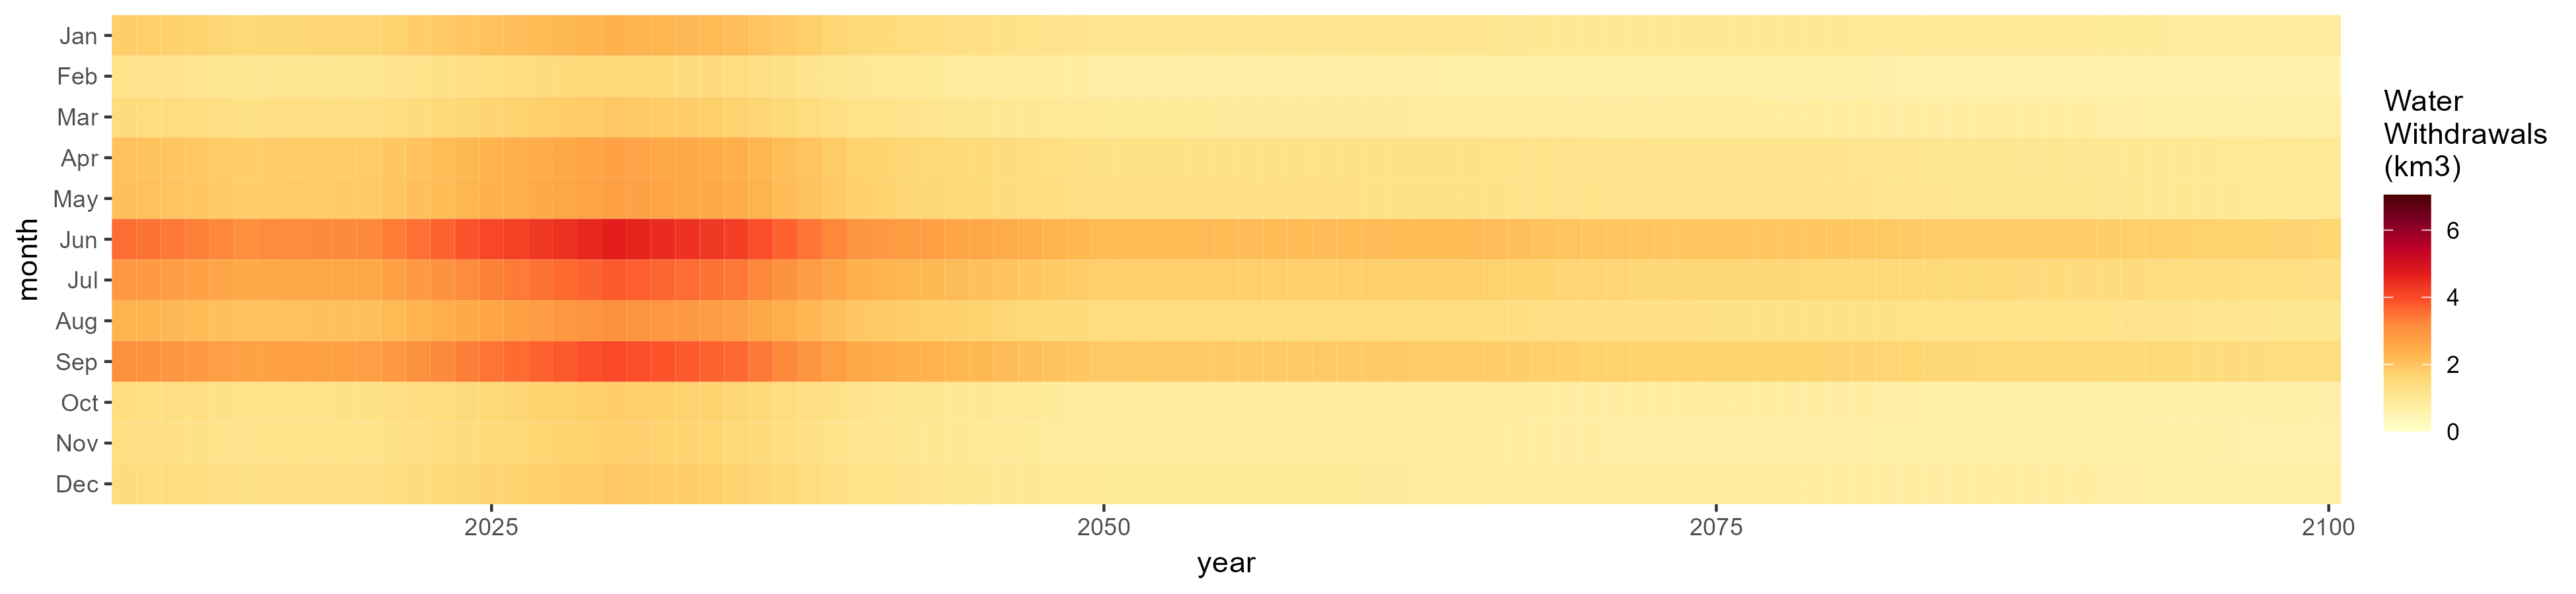 Jan
Feb
Mar
Apr
May
Jun
Jul
Aug
Sep
Oct
Nov
Dec
month
2025
2050
2075
2100
year
Water
Withdrawals
(km3)
6
4
2
0